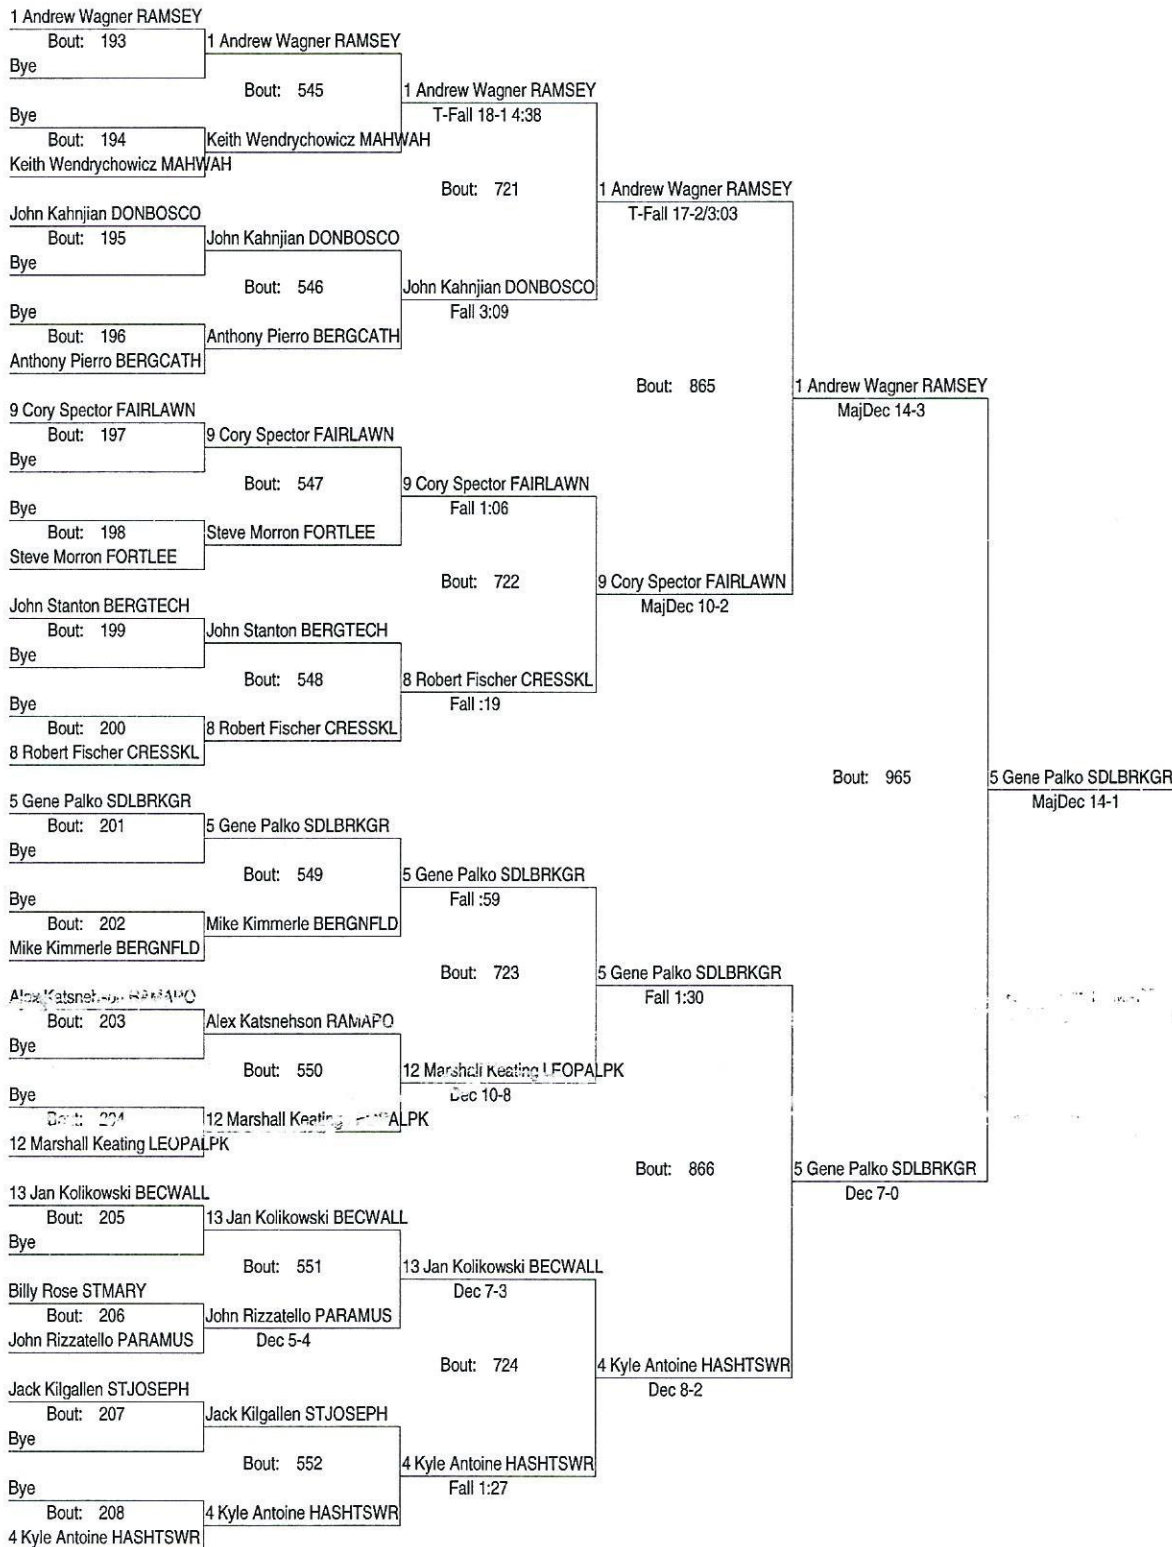 1 Andrew Wagner RAMSEY
Bout: 193
1 Andrew Wagner RAMSEY
Bye
Bout: 545
1 Andrew Wagner RAMSEY
T-Fall 18-1 4:38
Bye
Bout: 194
Keith Wendrychowicz MAHWAH
Keith Wendrychowicz MAHWAH
Bout: 721
1 Andrew Wagner RAMSEY
T-Fall 17-2/3:03
John Kahnjian DONBOSCO
Bout: 195
John Kahnjian DONBOSCO
Bye
Bout: 546
John Kahnjian DONBOSCO
Fall 3:09
Bye
Bout: 196
Anthony Pierro BERGCATH
Anthony Pierro BERGCATH
Bout: 865
1 Andrew Wagner RAMSEY
MajDec 14-3
9 Cory Spector FAIRLAWN
Bout: 197
9 Cory Spector FAIRLAWN
Bye
Bout: 547
9 Cory Spector FAIRLAWN
Fall 1:06
Bye
Bout: 198
Steve Morron FORTLEE
Steve Morron FORTLEE
Bout: 722
9 Cory Spector FAIRLAWN
MajDec 10-2
John Stanton BERGTECH
Bout: 199
John Stanton BERGTECH
Bye
Bout: 548
8 Robert Fischer CRESSKL
Fall :19
Bye
Bout: 200
8 Robert Fischer CRESSKL
8 Robert Fischer CRESSKL
Bout: 965
5 Gene Palko SDLBRKGR
MajDec 14-1
5 Gene Palko SDLBRKGR
Bout: 201
5 Gene Palko SDLBRKGR
Bye
Bout: 549
5 Gene Palko SDLBRKGR
Fall :59
Bye
Bout: 202
Mike Kimmerle BERGNFLD
Mike Kimmerle BERGNFLD
Bout: 723
5 Gene Palko SDLBRKGR
Fall 1:30
Alex Katsnehson RAMAPO
Bout: 203
Alex Katsnehson RAMAPO
Bye
Bout: 550
12 Marshall Keating LEOPALPK
Dec 10-8
Bye
Bout: 204
12 Marshall Keating
12 Marshall Keating LEOPALPK
Bout: 866
5 Gene Palko SDLBRKGR
Dec 7-0
13 Jan Kolikowski BECWALL
Bout: 205
13 Jan Kolikowski BECWALL
Bye
Bout: 551
13 Jan Kolikowski BECWALL
Dec 7-3
Billy Rose STMARY
Bout: 206
John Rizzatello PARAMUS
Dec 5-4
John Rizzatello PARAMUS
Bout: 724
4 Kyle Antoine HASHTSWR
Dec 8-2
Jack Kilgallen STJOSEPH
Bout: 207
Jack Kilgallen STJOSEPH
Bye
Bout: 552
4 Kyle Antoine HASHTSWR
Fall 1:27
Bye
Bout: 208
4 Kyle Antoine HASHTSWR
4 Kyle Antoine HASHTSWR